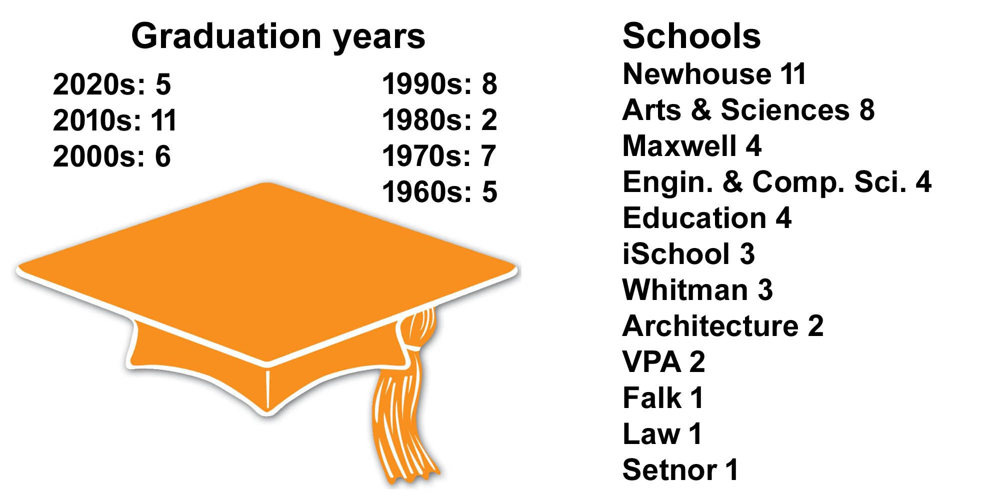 Graduation years
2020s: 5
2010s: 11
2000s: 6
1990s: 8
1980s: 2
1970s: 7
1960s: 5
Schools
Newhouse 11
Arts & Sciences 8
Maxwell 4
Engin. & Comp. Sci. 4
Education 4
iSchool 3
Whitman 3
Architecture 2
VPA 2
Falk 1
Law 1
Setnor 1